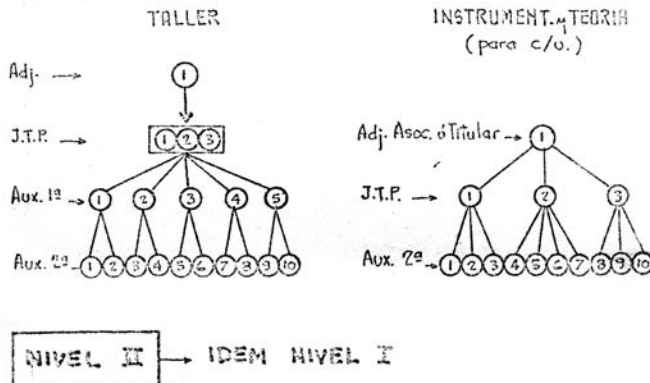 TALLER
INSTRUMENT. y TEORIA
(para c/u.)
Adj. → 1
J.T.P. → 1 2 3
Aux. 1ª → 1 2 3 4 5
Aux. 2ª → 1 2 3 4 5 6 7 8 9 10
Adj. Asoc. ó Titular → 1
J.T.P. → 1 2 3
Aux. 2ª → 1 2 3 4 5 6 7 8 9 10
NIVEL II → IDEM NIVEL I